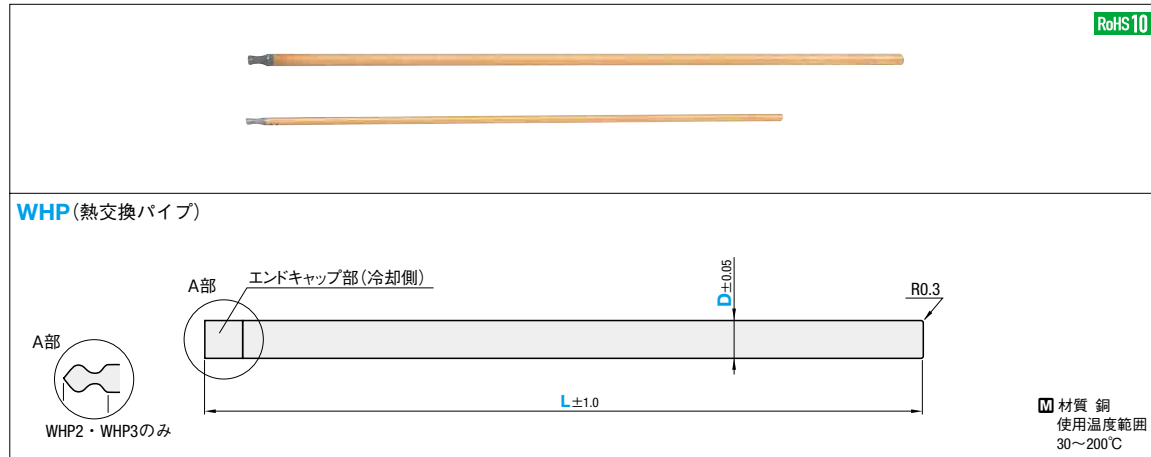 RoHS10
WHP(熱交換パイプ)
A部
エンドキャップ部(冷却側)
D±0.05
R0.3
A部
L±1.0
WHP2・WHP3のみ
M 材質 銅
使用温度範囲
30～200℃